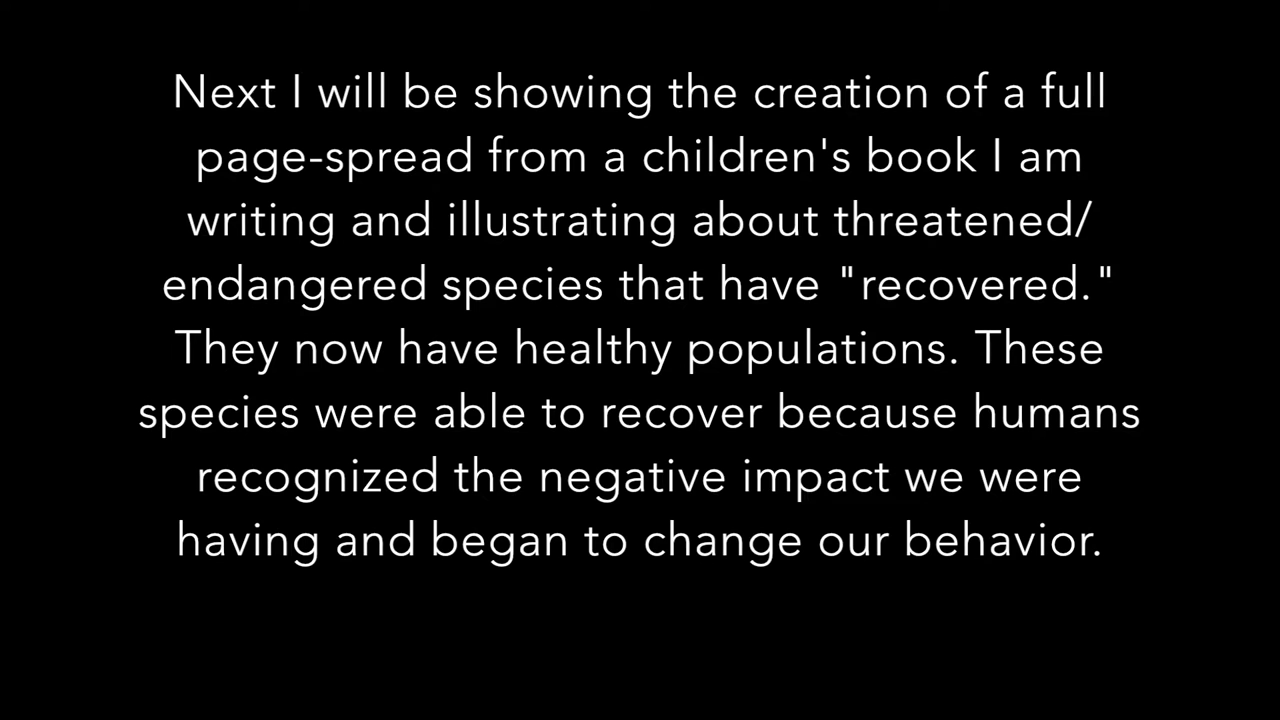 Next I will be showing the creation of a full
page-spread from a children's book I am
writing and illustrating about threatened/
endangered species that have "recovered."
They now have healthy populations. These
species were able to recover because humans
recognized the negative impact we were
having and began to change our behavior.